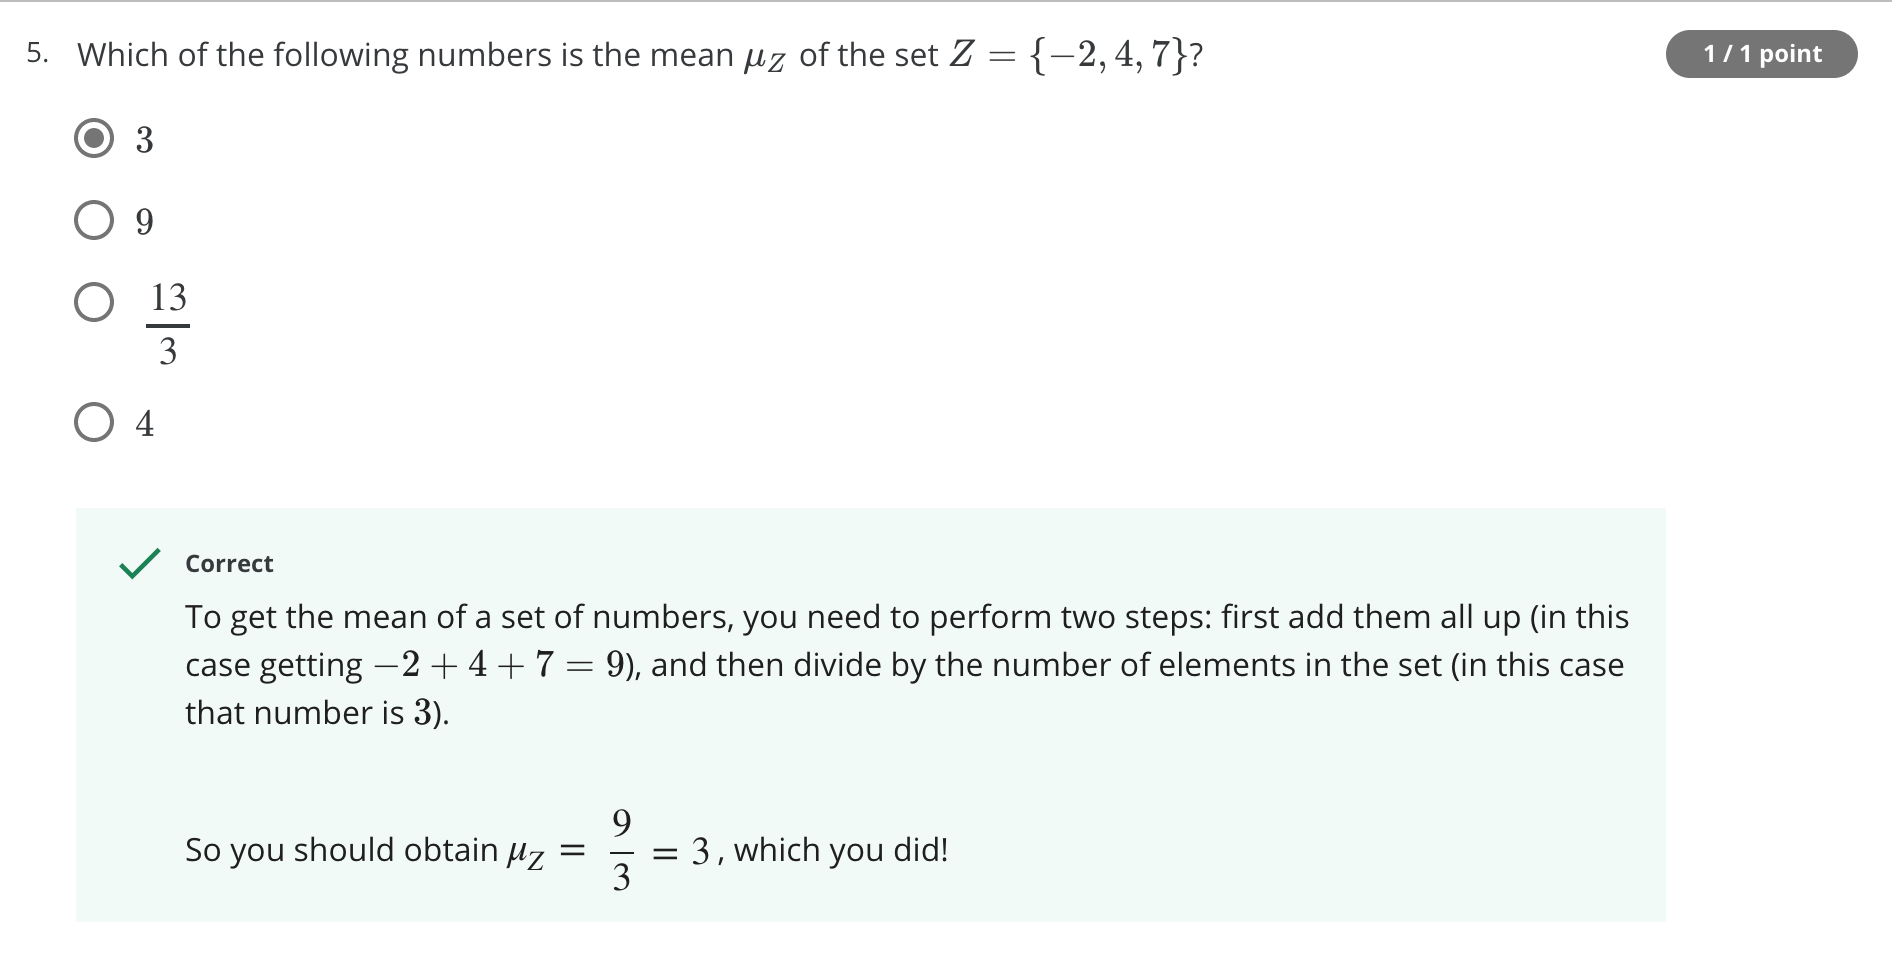 5. Which of the following numbers is the mean μ_Z of the set Z = {−2, 4, 7}?
1 / 1 point
3
9
13/3
4
Correct
To get the mean of a set of numbers, you need to perform two steps: first add them all up (in this
case getting −2 + 4 + 7 = 9), and then divide by the number of elements in the set (in this case
that number is 3).
So you should obtain μ_Z = 9/3 = 3 , which you did!